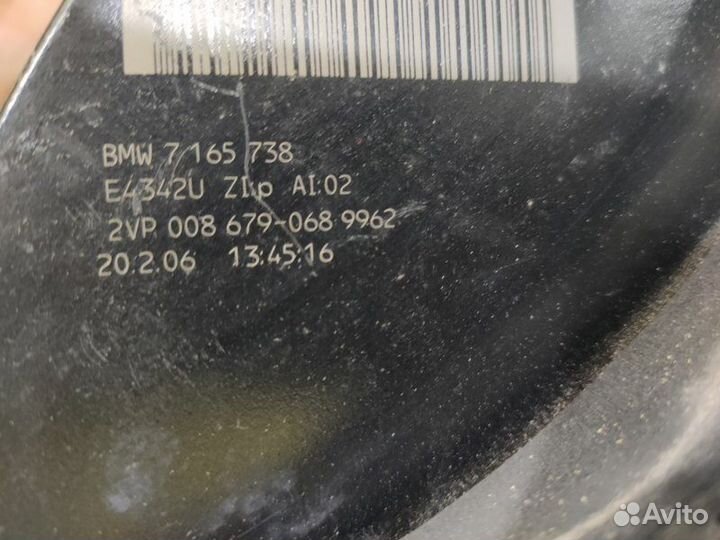 BMW 7 165 738
E4342U ZI:p AI:02
2VP 008 679-068 9962
20.2.06 13:45:16
Avito